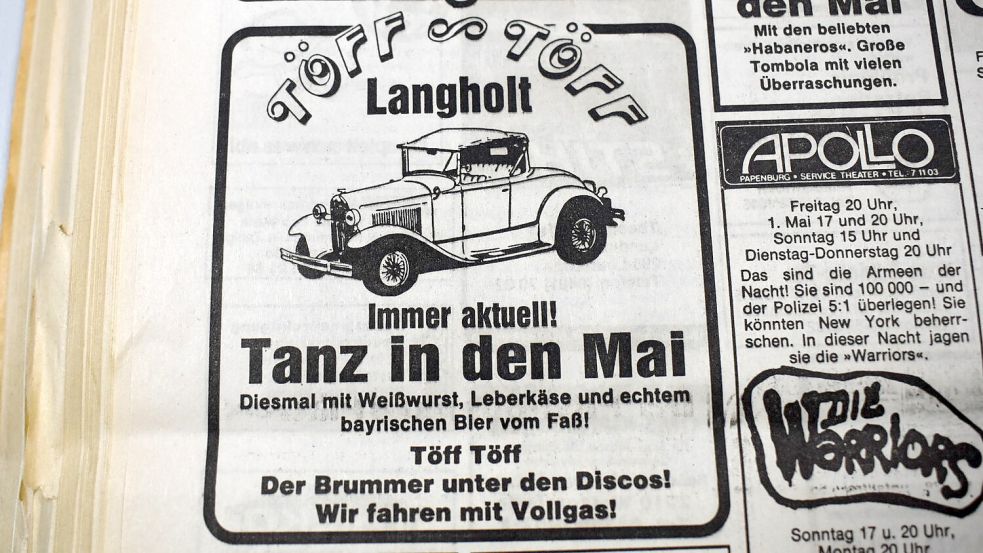 TÖFF TÖFF
Langholt
Immer aktuell!
Tanz in den Mai
Diesmal mit Weißwurst, Leberkäse und echtem
bayrischen Bier vom Faß!
Töff Töff
Der Brummer unter den Discos!
Wir fahren mit Vollgas!
den Mai
Mit den beliebten
»Habaneros«. Große
Tombola mit vielen
Überraschungen.
APOLLO
PAPENBURG • SERVICE THEATER • TEL.: 7 11 03
Freitag 20 Uhr,
1. Mai 17 und 20 Uhr,
Sonntag 15 Uhr und
Dienstag-Donnerstag 20 Uhr
Das sind die Armeen der
Nacht! Sie sind 100 000 – und
der Polizei 5:1 überlegen! Sie
könnten New York beherr-
schen. In dieser Nacht jagen
sie die »Warriors«.
DIE
WARRIORS
Sonntag 17 u. 20 Uhr,
Montag 20 Uhr